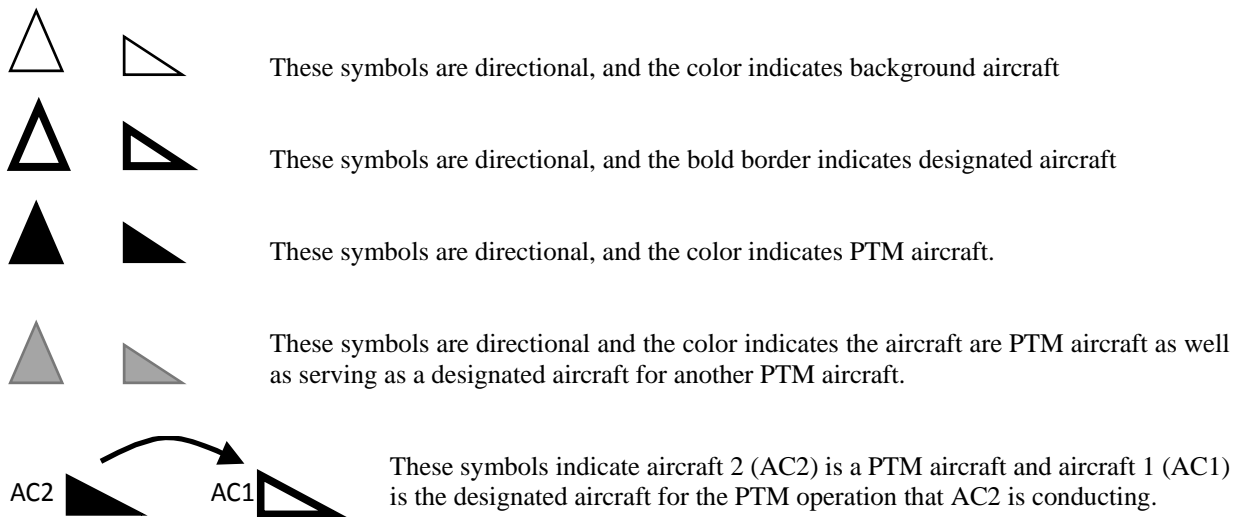 These symbols are directional, and the color indicates background aircraft
These symbols are directional, and the bold border indicates designated aircraft
These symbols are directional, and the color indicates PTM aircraft.
These symbols are directional and the color indicates the aircraft are PTM aircraft as well
as serving as a designated aircraft for another PTM aircraft.
AC2 AC1
These symbols indicate aircraft 2 (AC2) is a PTM aircraft and aircraft 1 (AC1)
is the designated aircraft for the PTM operation that AC2 is conducting.